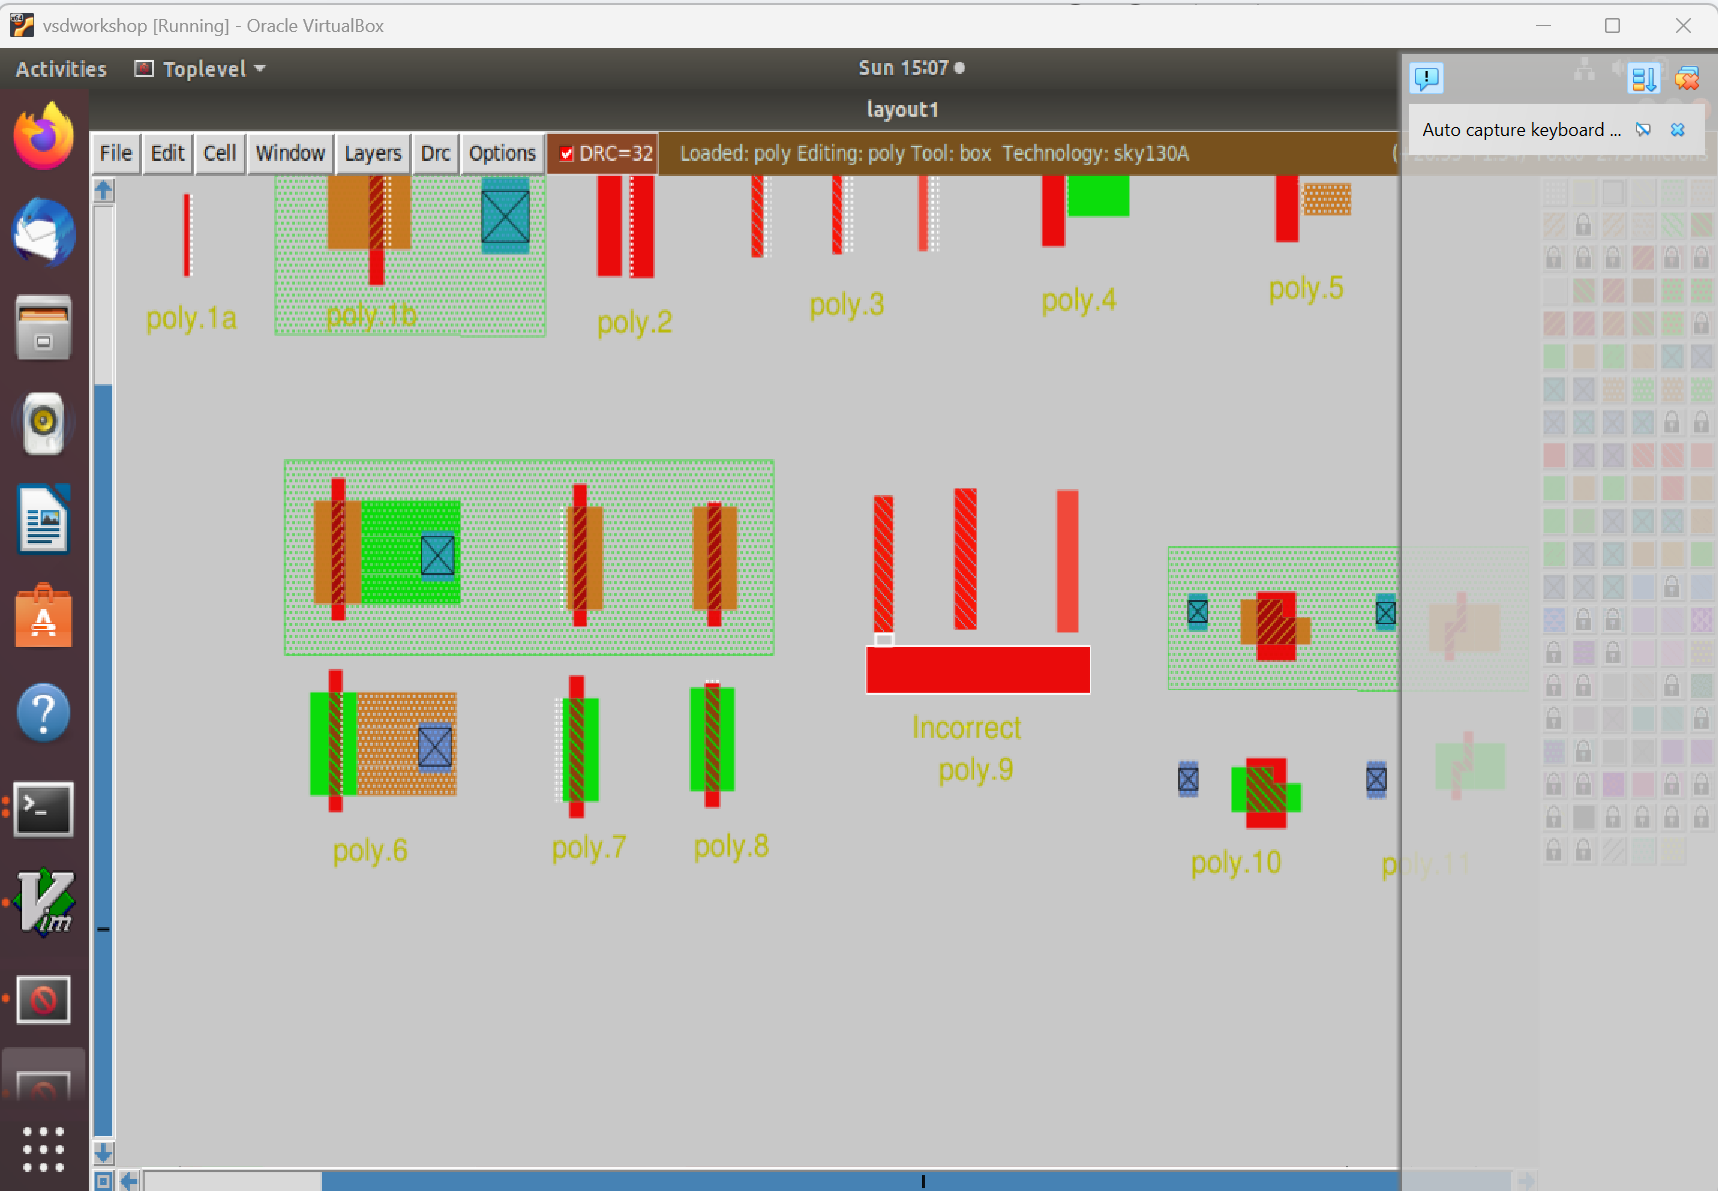 vsdworkshop [Running] - Oracle VirtualBox
Activities Toplevel Sun 15:07
layout1
Auto capture keyboard ...
File Edit Cell Window Layers Drc Options DRC=32 Loaded: poly Editing: poly Tool: box Technology: sky130A
poly.1a
poly.1b
poly.2
poly.3
poly.4
poly.5
Incorrect
poly.9
poly.6
poly.7
poly.8
poly.10
poly.11